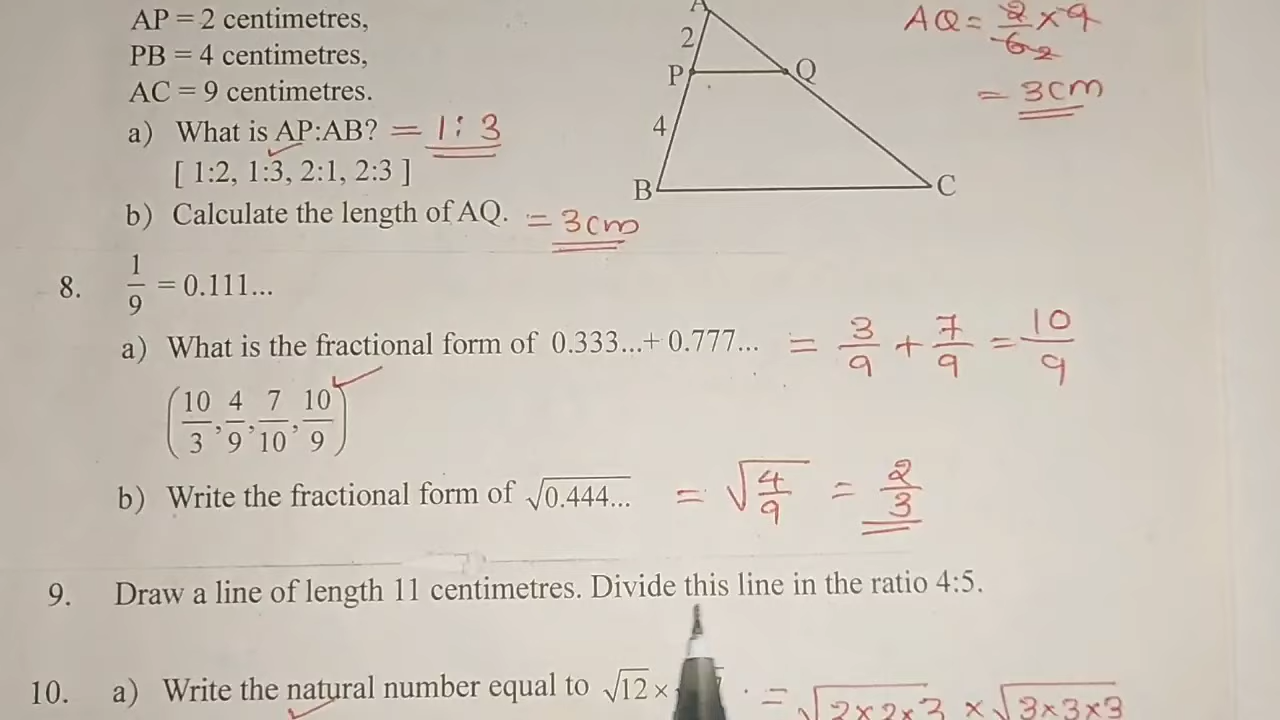 AP = 2 centimetres,
PB = 4 centimetres,
AC = 9 centimetres.
a) What is AP:AB? = 1:3
[ 1:2, 1:3, 2:1, 2:3 ]
b) Calculate the length of AQ. = 3cm
A
2
P
Q
4
B
C
AQ = 2/6 × 9
2
= 3cm
8. 1/9 = 0.111...
a) What is the fractional form of 0.333...+ 0.777... = 3/9 + 7/9 = 10/9
(10/3, 4/9, 7/10, 10/9)
b) Write the fractional form of √0.444... = √4/9 = 2/3
9. Draw a line of length 11 centimetres. Divide this line in the ratio 4:5.
10. a) Write the natural number equal to √12 × = √2×2×3 × √3×3×3